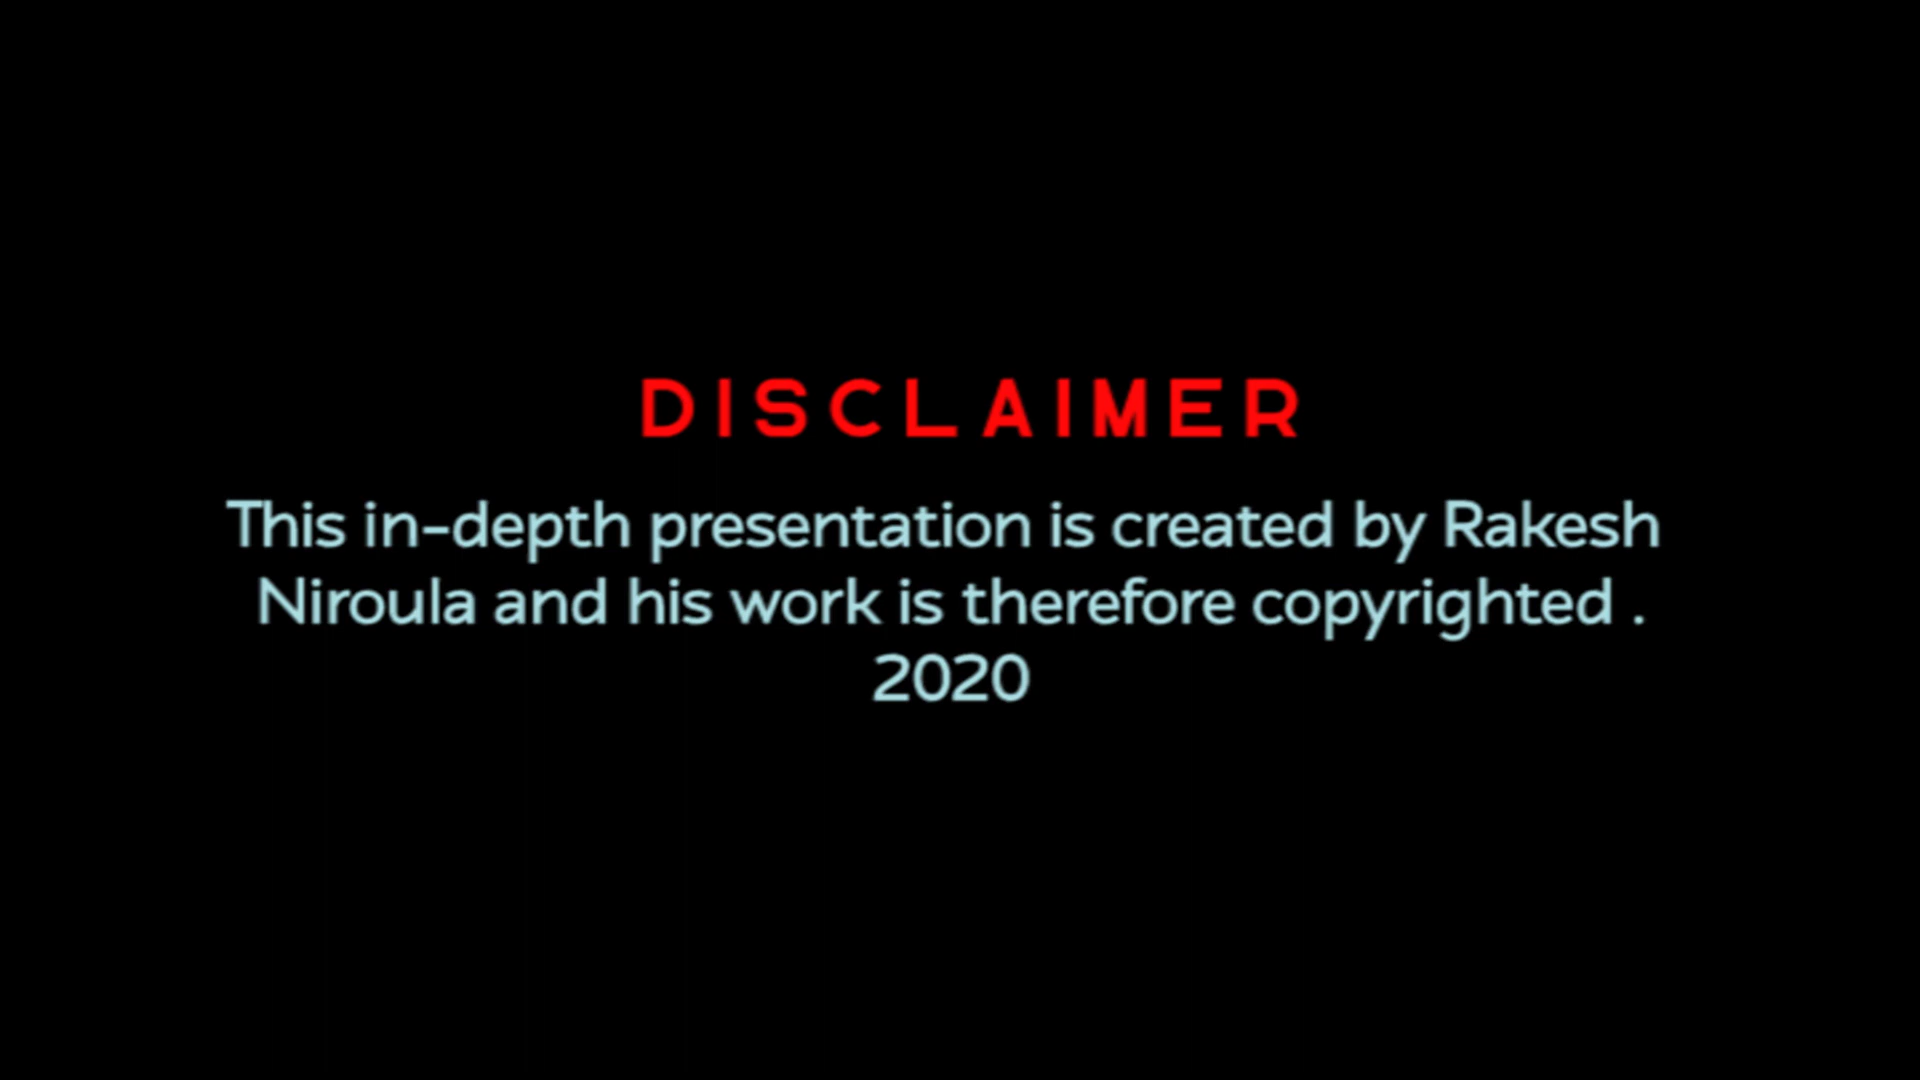 DISCLAIMER
This in-depth presentation is created by Rakesh
Niroula and his work is therefore copyrighted .
2020